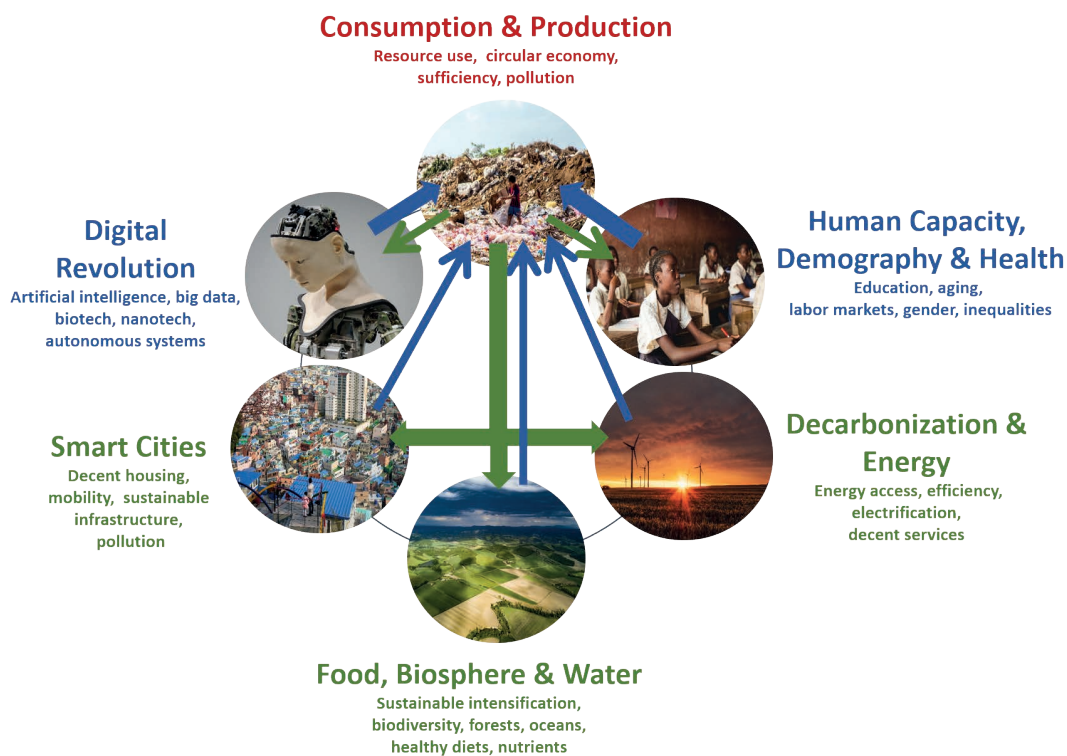 Consumption & Production
Resource use, circular economy,
sufficiency, pollution
Digital
Revolution
Artificial intelligence, big data,
biotech, nanotech,
autonomous systems
Human Capacity,
Demography & Health
Education, aging,
labor markets, gender, inequalities
Smart Cities
Decent housing,
mobility, sustainable
infrastructure,
pollution
Decarbonization &
Energy
Energy access, efficiency,
electrification,
decent services
Food, Biosphere & Water
Sustainable intensification,
biodiversity, forests, oceans,
healthy diets, nutrients